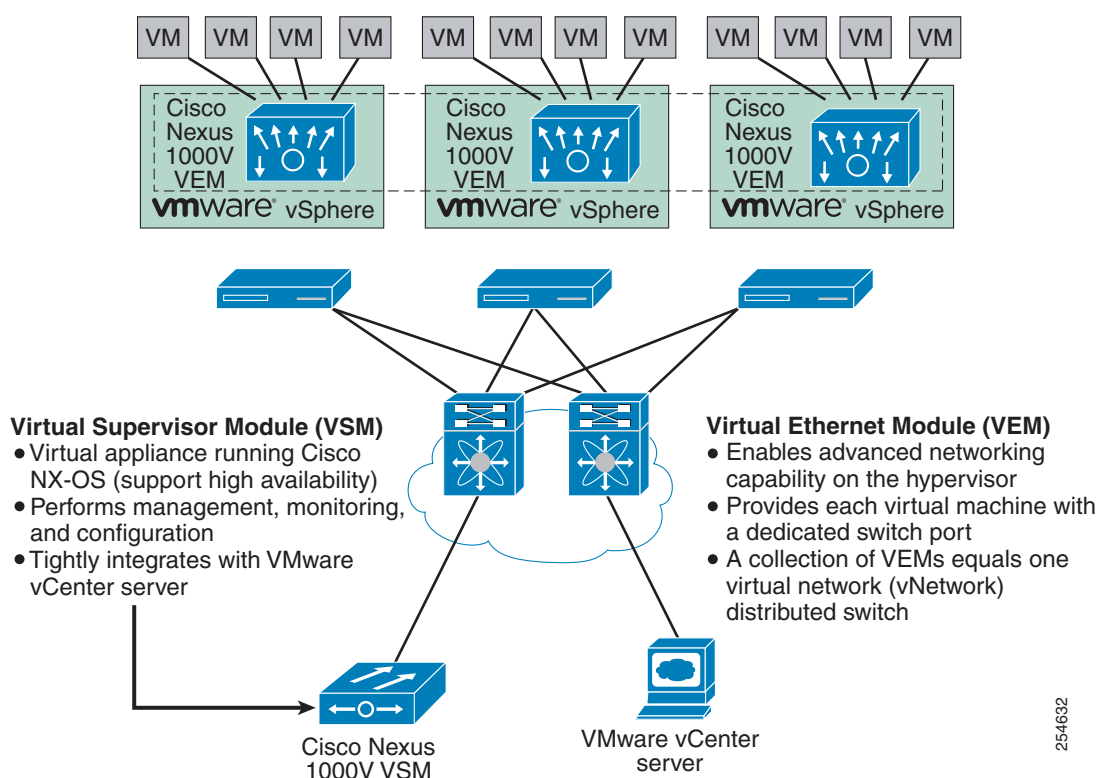 VM VM VM VM
VM VM VM VM
VM VM VM VM
Cisco
Nexus
1000V
VEM
vmware® vSphere
Cisco
Nexus
1000V
VEM
vmware® vSphere
Cisco
Nexus
1000V
VEM
vmware® vSphere
Virtual Supervisor Module (VSM)
• Virtual appliance running Cisco
NX-OS (support high availability)
• Performs management, monitoring,
and configuration
• Tightly integrates with VMware
vCenter server
Virtual Ethernet Module (VEM)
• Enables advanced networking
capability on the hypervisor
• Provides each virtual machine with
a dedicated switch port
• A collection of VEMs equals one
virtual network (vNetwork)
distributed switch
Cisco Nexus
1000V VSM
VMware vCenter
server
254632